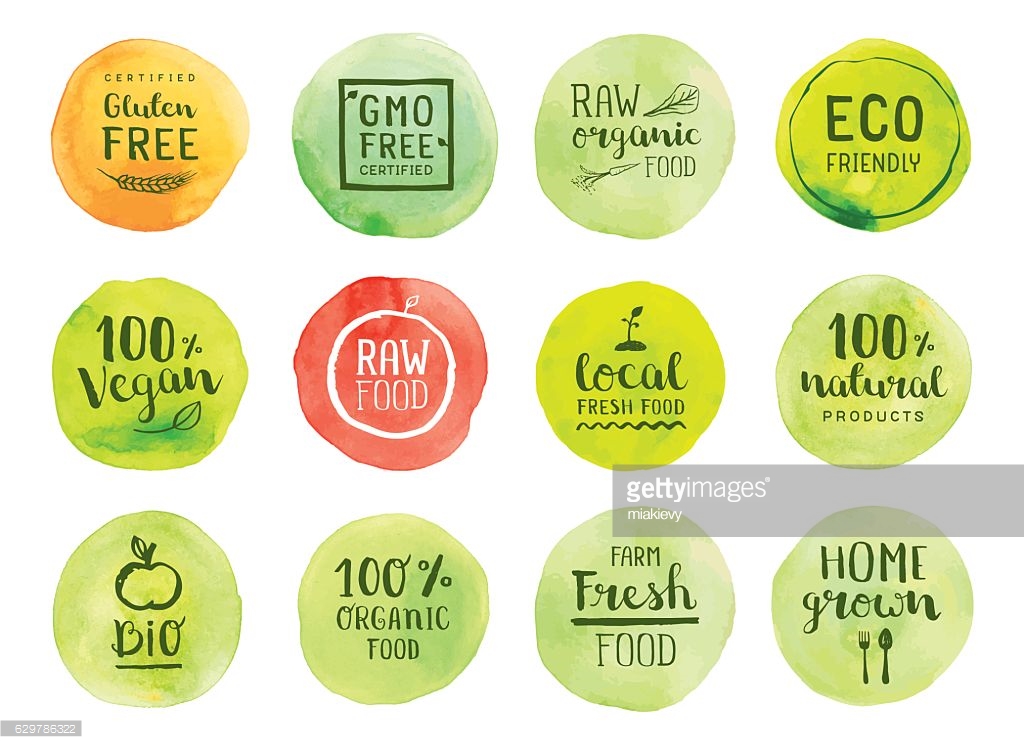 CERTIFIED
Gluten
FREE
GMO
FREE
CERTIFIED
RAW
organic
FOOD
ECO
FRIENDLY
100%
Vegan
RAW
FOOD
local
FRESH FOOD
100%
natural
PRODUCTS
gettyimages®
miakievy
BIO
100%
ORGANIC
FOOD
FARM
Fresh
FOOD
HOME
grown
629786322